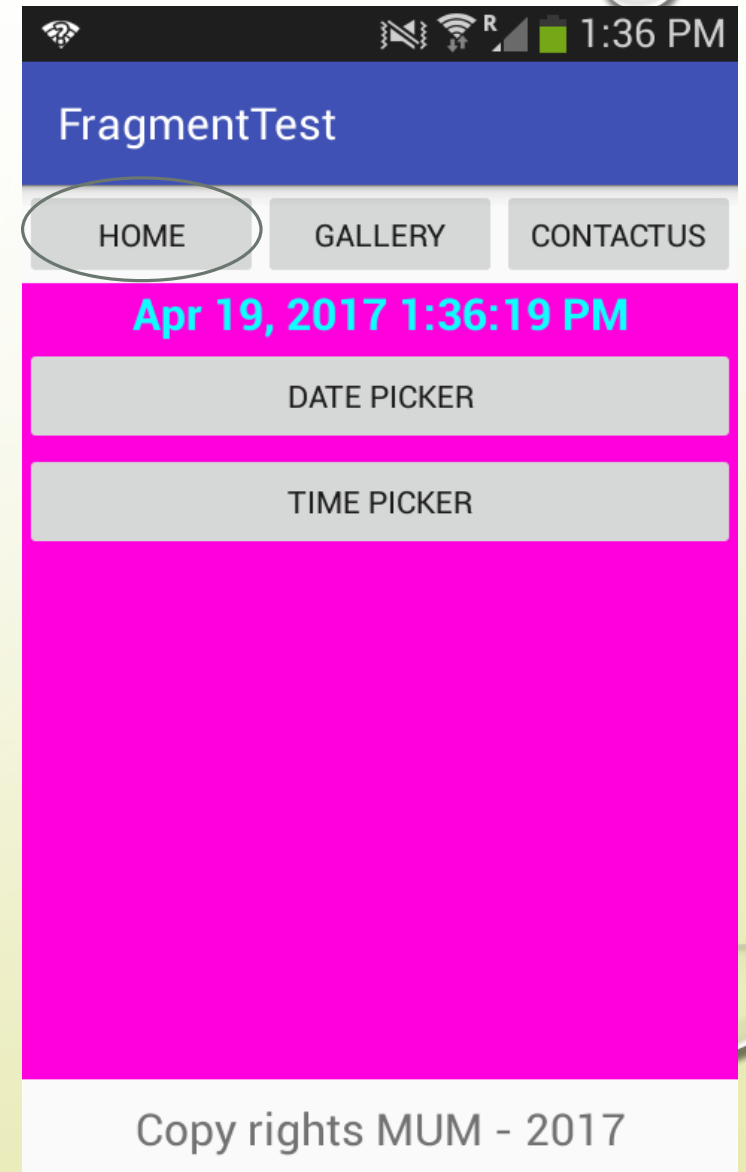 R 1:36 PM
FragmentTest
HOME GALLERY CONTACTUS
Apr 19, 2017 1:36:19 PM
DATE PICKER
TIME PICKER
Copy rights MUM - 2017